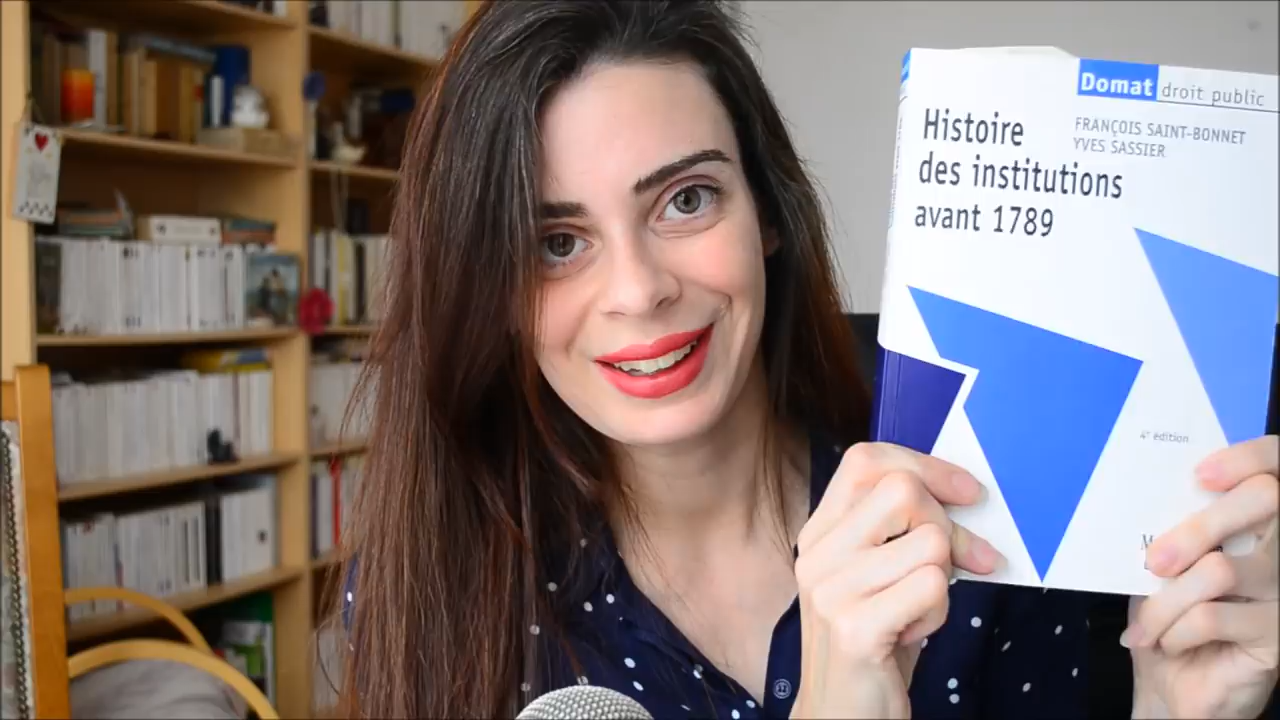 Domat droit public
FRANÇOIS SAINT-BONNET
YVES SASSIER
Histoire
des institutions
avant 1789
4e édition